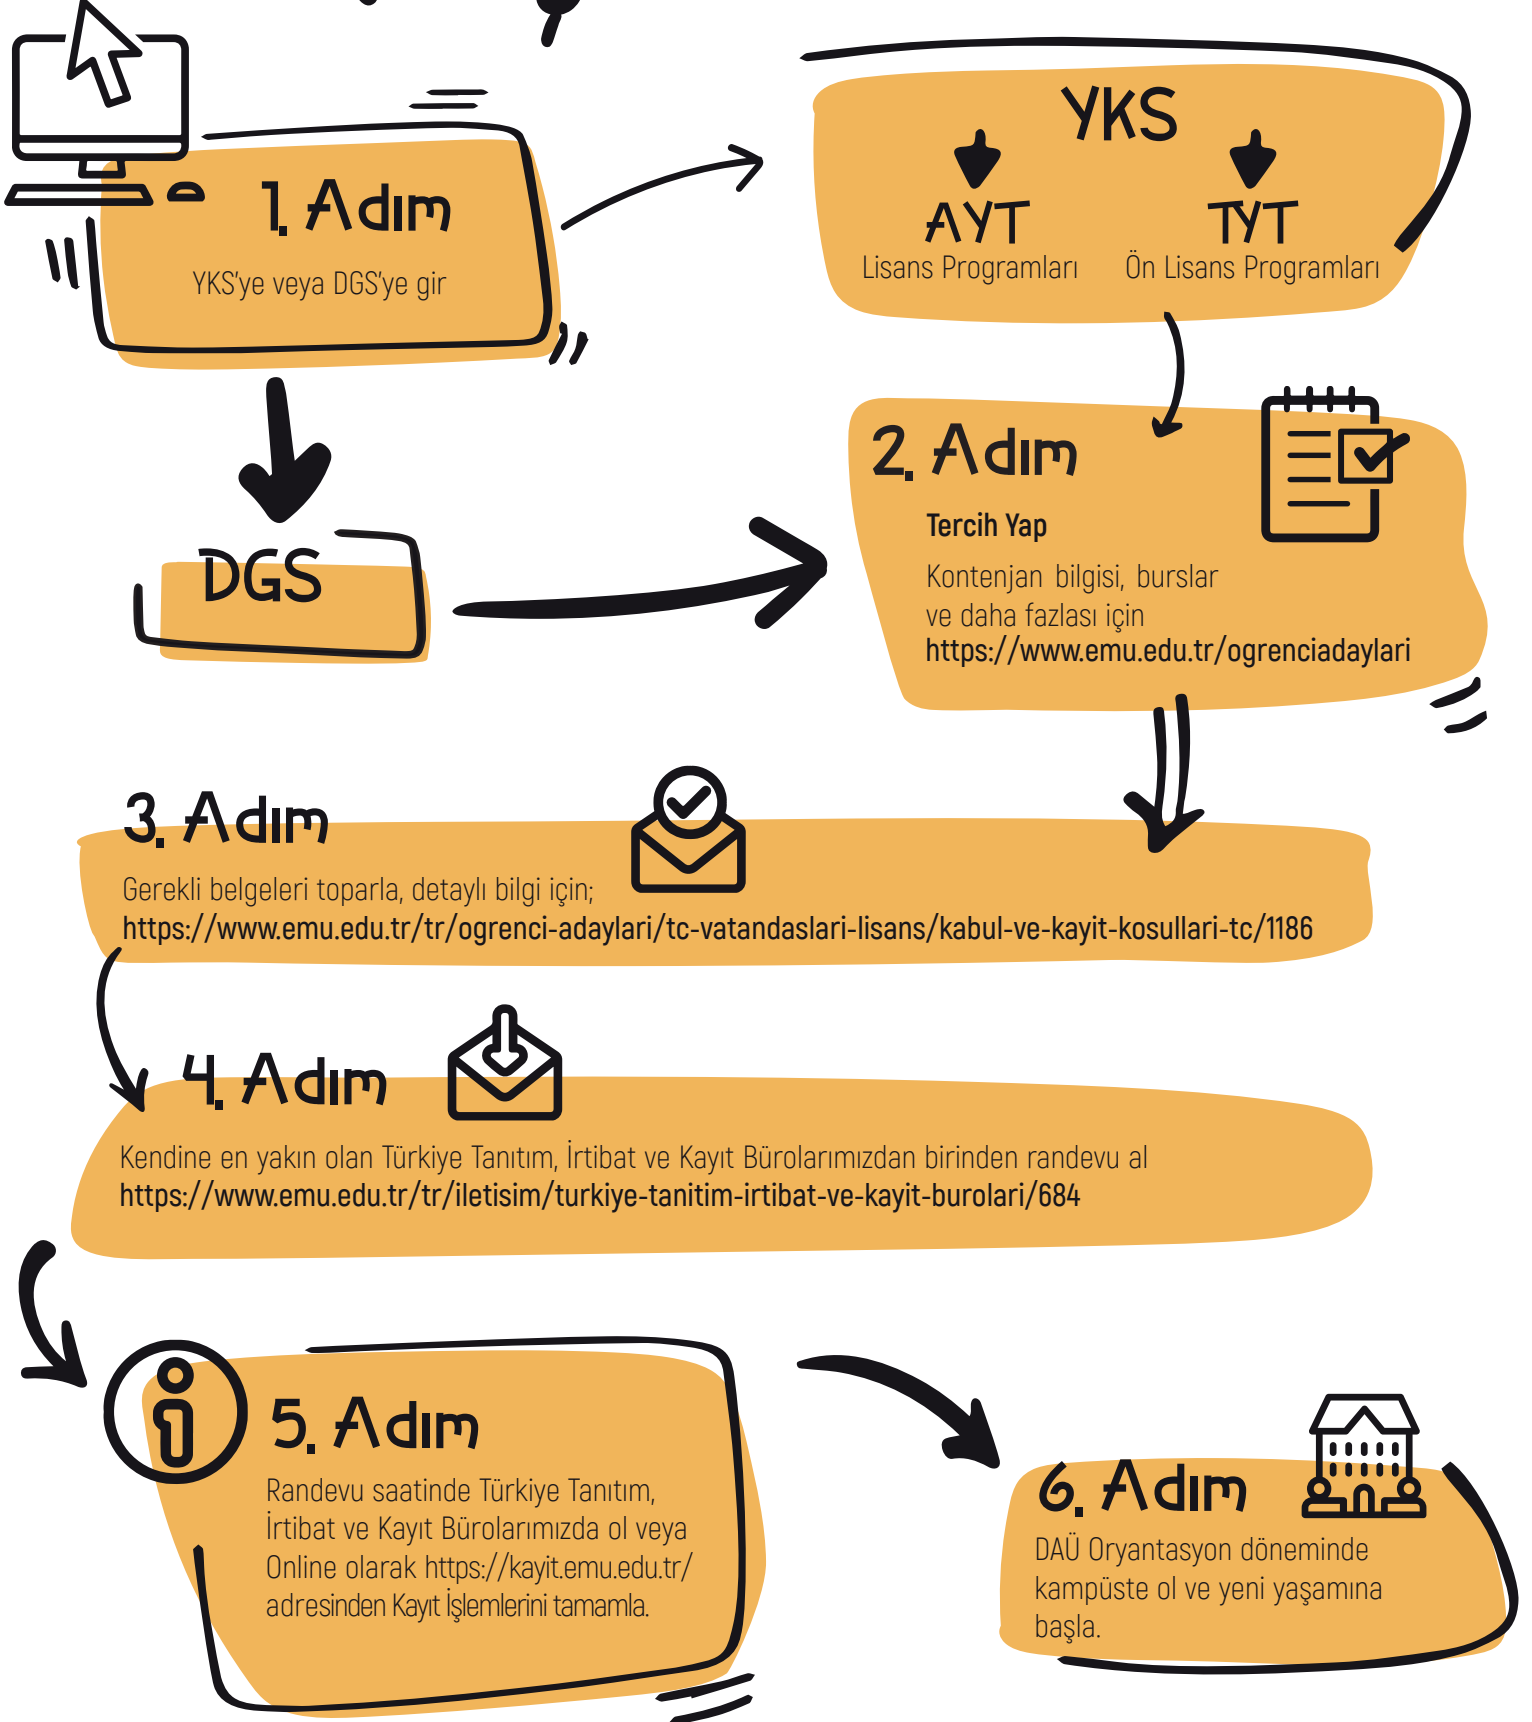 1. Adım
YKS'ye veya DGS'ye gir
YKS
AYT
Lisans Programları
TYT
Ön Lisans Programları
DGS
2. Adım
Tercih Yap
Kontenjan bilgisi, burslar
ve daha fazlası için
https://www.emu.edu.tr/ogrenciadaylari
3. Adım
Gerekli belgeleri toparla, detaylı bilgi için;
https://www.emu.edu.tr/tr/ogrenci-adaylari/tc-vatandaslari-lisans/kabul-ve-kayit-kosullari-tc/1186
4. Adım
Kendine en yakın olan Türkiye Tanıtım, İrtibat ve Kayıt Bürolarımızdan birinden randevu al
https://www.emu.edu.tr/tr/iletisim/turkiye-tanitim-irtibat-ve-kayit-burolari/684
5. Adım
Randevu saatinde Türkiye Tanıtım,
İrtibat ve Kayıt Bürolarımızda ol veya
Online olarak https://kayit.emu.edu.tr/
adresinden Kayıt İşlemlerini tamamla.
6. Adım
DAÜ Oryantasyon döneminde
kampüste ol ve yeni yaşamına
başla.